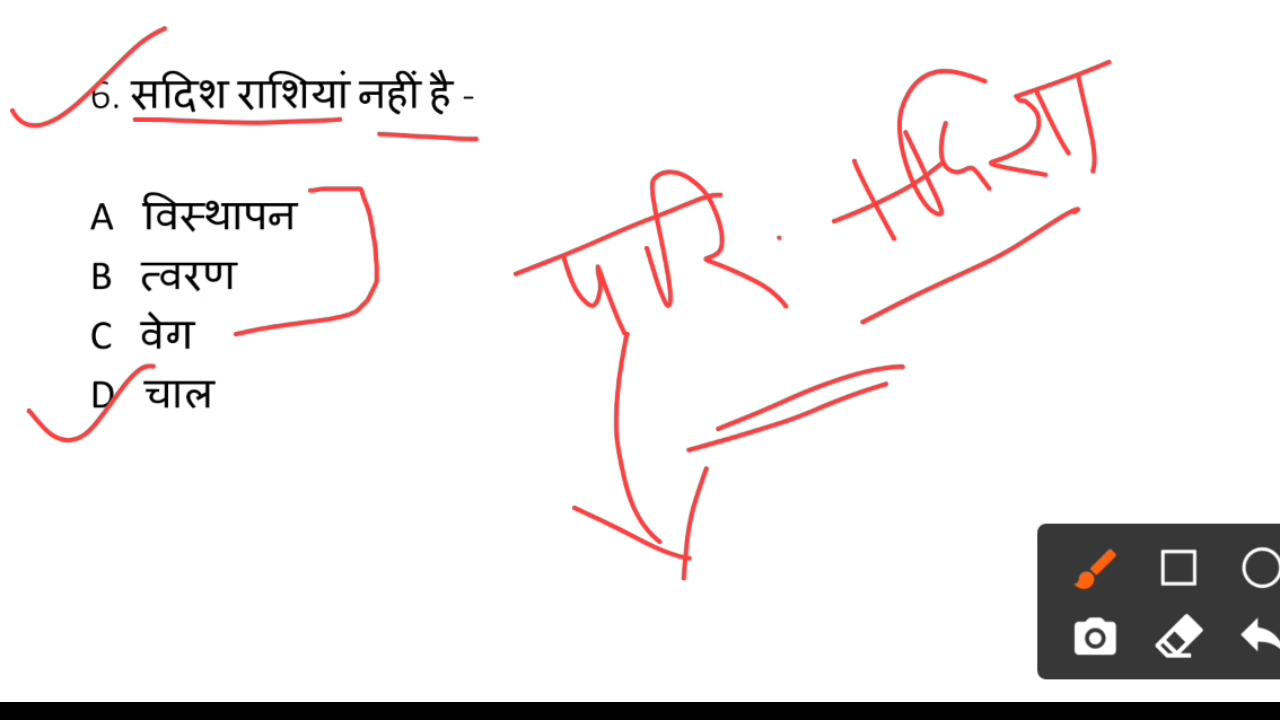 6. सदिश राशियां नहीं है -
A विस्थापन
B त्वरण
C वेग
D चाल
परि. + दिशा